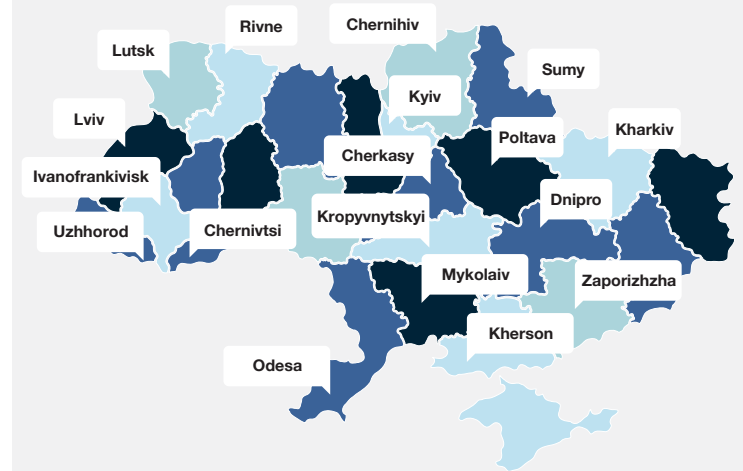 Chernihiv
Rivne
Lutsk
Sumy
Kyiv
Lviv
Poltava
Kharkiv
Cherkasy
Ivanofrankivisk
Dnipro
Kropyvnytskyi
Uzhhorod
Chernivtsi
Mykolaiv
Zaporizhzha
Kherson
Odesa